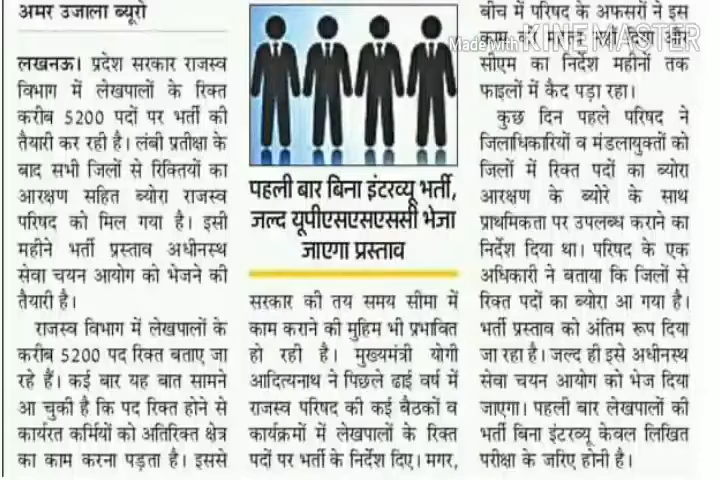 अमर उजाला ब्यूरो
लखनऊ। प्रदेश सरकार राजस्व
विभाग में लेखपालों के रिक्त
करीब 5200 पदों पर भर्ती की
तैयारी कर रही है। लंबी प्रतीक्षा के
बाद सभी जिलों से रिक्तियों का
आरक्षण सहित ब्योरा राजस्व
परिषद को मिल गया है। इसी
महीने भर्ती प्रस्ताव अधीनस्थ
सेवा चयन आयोग को भेजने की
तैयारी है।
राजस्व विभाग में लेखपालों के
करीब 5200 पद रिक्त बताए जा
रहे हैं। कई बार यह बात सामने
आ चुकी है कि पद रिक्त होने से
कार्यरत कर्मियों को अतिरिक्त क्षेत्र
का काम करना पड़ता है। इससे
पहली बार बिना इंटरव्यू भर्ती,
जल्द यूपीएसएसएससी भेजा
जाएगा प्रस्ताव
सरकार की तय समय सीमा में
काम कराने की मुहिम भी प्रभावित
हो रही है। मुख्यमंत्री योगी
आदित्यनाथ ने पिछले ढाई वर्ष में
राजस्व परिषद की कई बैठकों व
कार्यक्रमों में लेखपालों के रिक्त
पदों पर भर्ती के निर्देश दिए। मगर,
बीच में परिषद के अफसरों ने इस
काम को नहीं दिया और
सीएम का निर्देश महीनों तक
फाइलों में कैद पड़ा रहा।
कुछ दिन पहले परिषद ने
जिलाधिकारियों व मंडलायुक्तों को
जिलों में रिक्त पदों का ब्योरा
आरक्षण के ब्योरे के साथ
प्राथमिकता पर उपलब्ध कराने का
निर्देश दिया था। परिषद के एक
अधिकारी ने बताया कि जिलों से
रिक्त पदों का ब्योरा आ गया है।
भर्ती प्रस्ताव को अंतिम रूप दिया
जा रहा है। जल्द ही इसे अधीनस्थ
सेवा चयन आयोग को भेज दिया
जाएगा। पहली बार लेखपालों की
भर्ती बिना इंटरव्यू केवल लिखित
परीक्षा के जरिए होनी है।
Made with KINEMASTER